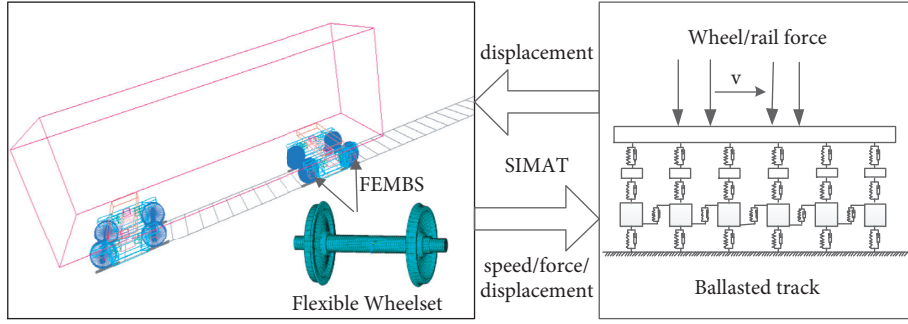 FEMBS
Flexible Wheelset
displacement
SIMAT
speed/force/
displacement
Wheel/rail force
v
Ballasted track